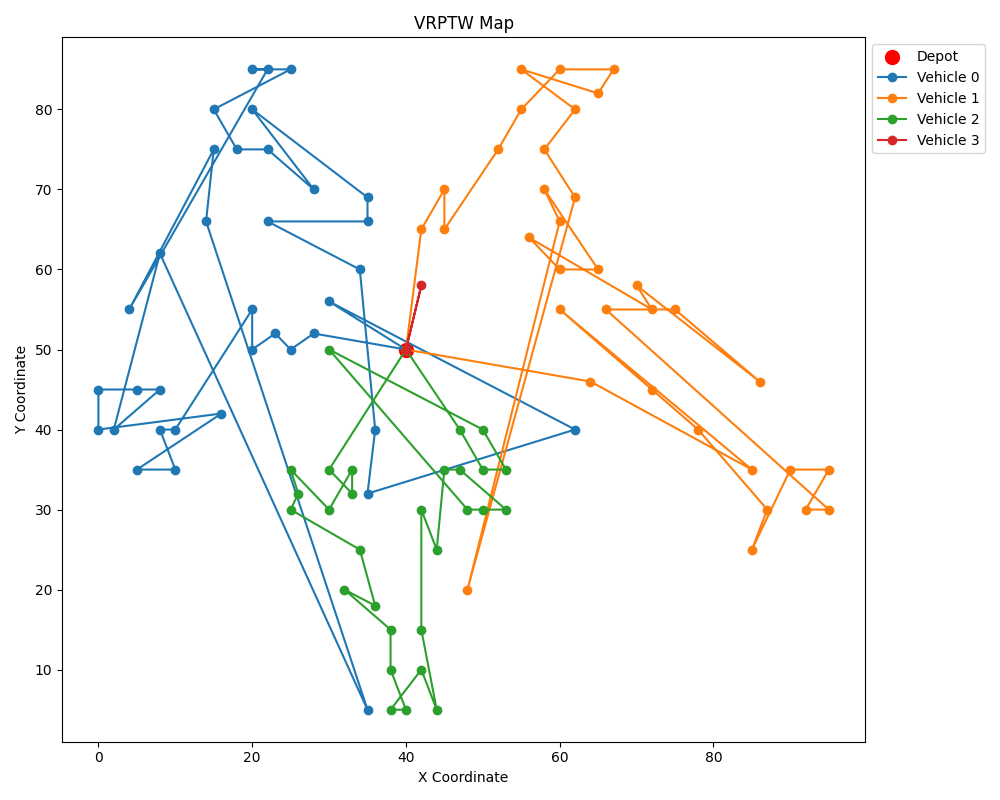 VRPTW Map
Depot
Vehicle 0
Vehicle 1
Vehicle 2
Vehicle 3
Y Coordinate
80
70
60
50
40
30
20
10
0
20
40
60
80
X Coordinate